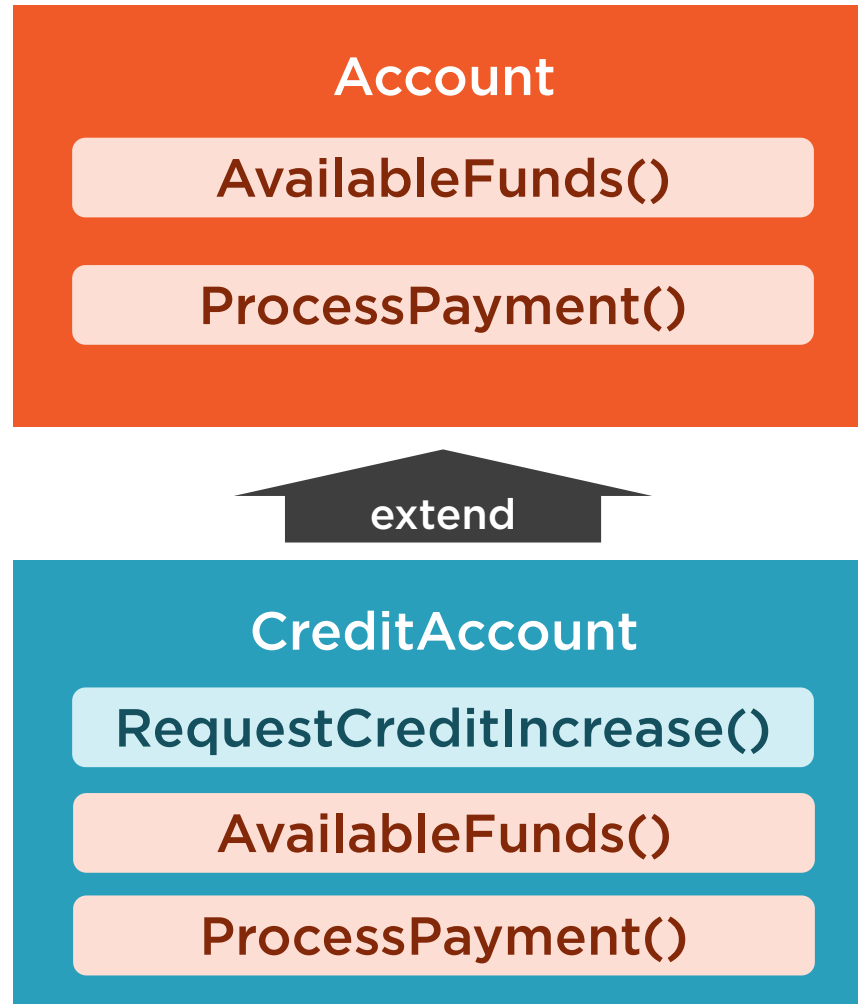 Account
AvailableFunds()
ProcessPayment()
extend
CreditAccount
RequestCreditIncrease()
AvailableFunds()
ProcessPayment()